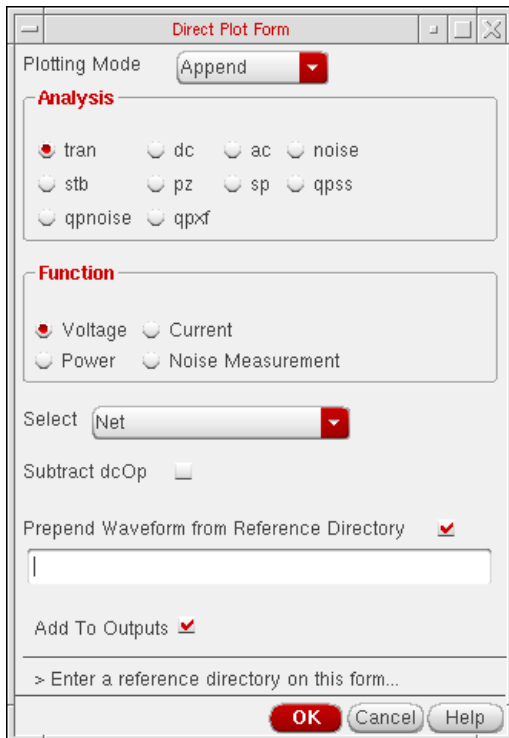 Direct Plot Form
Plotting Mode Append
Analysis
tran dc ac noise
stb pz sp qpss
qpnoise qpxf
Function
Voltage Current
Power Noise Measurement
Select Net
Subtract dcOp
Prepend Waveform from Reference Directory
Add To Outputs
> Enter a reference directory on this form...
OK Cancel Help